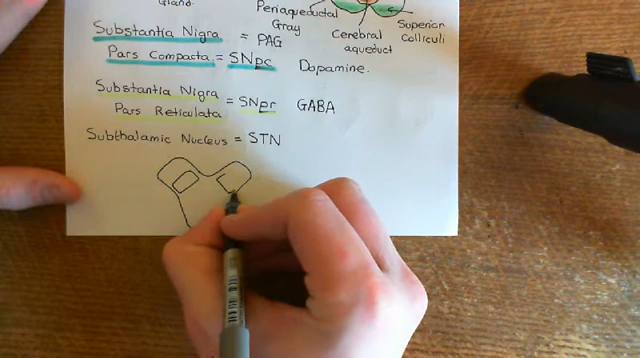 Gland.
Periaqueductal
Gray
= PAG
Cerebral
aqueduct
Superior
Colliculi
Substantia Nigra
Pars Compacta = SNpc
Dopamine.
Substantia Nigra
Pars Reticulata = SNpr GABA
Subthalamic Nucleus = STN